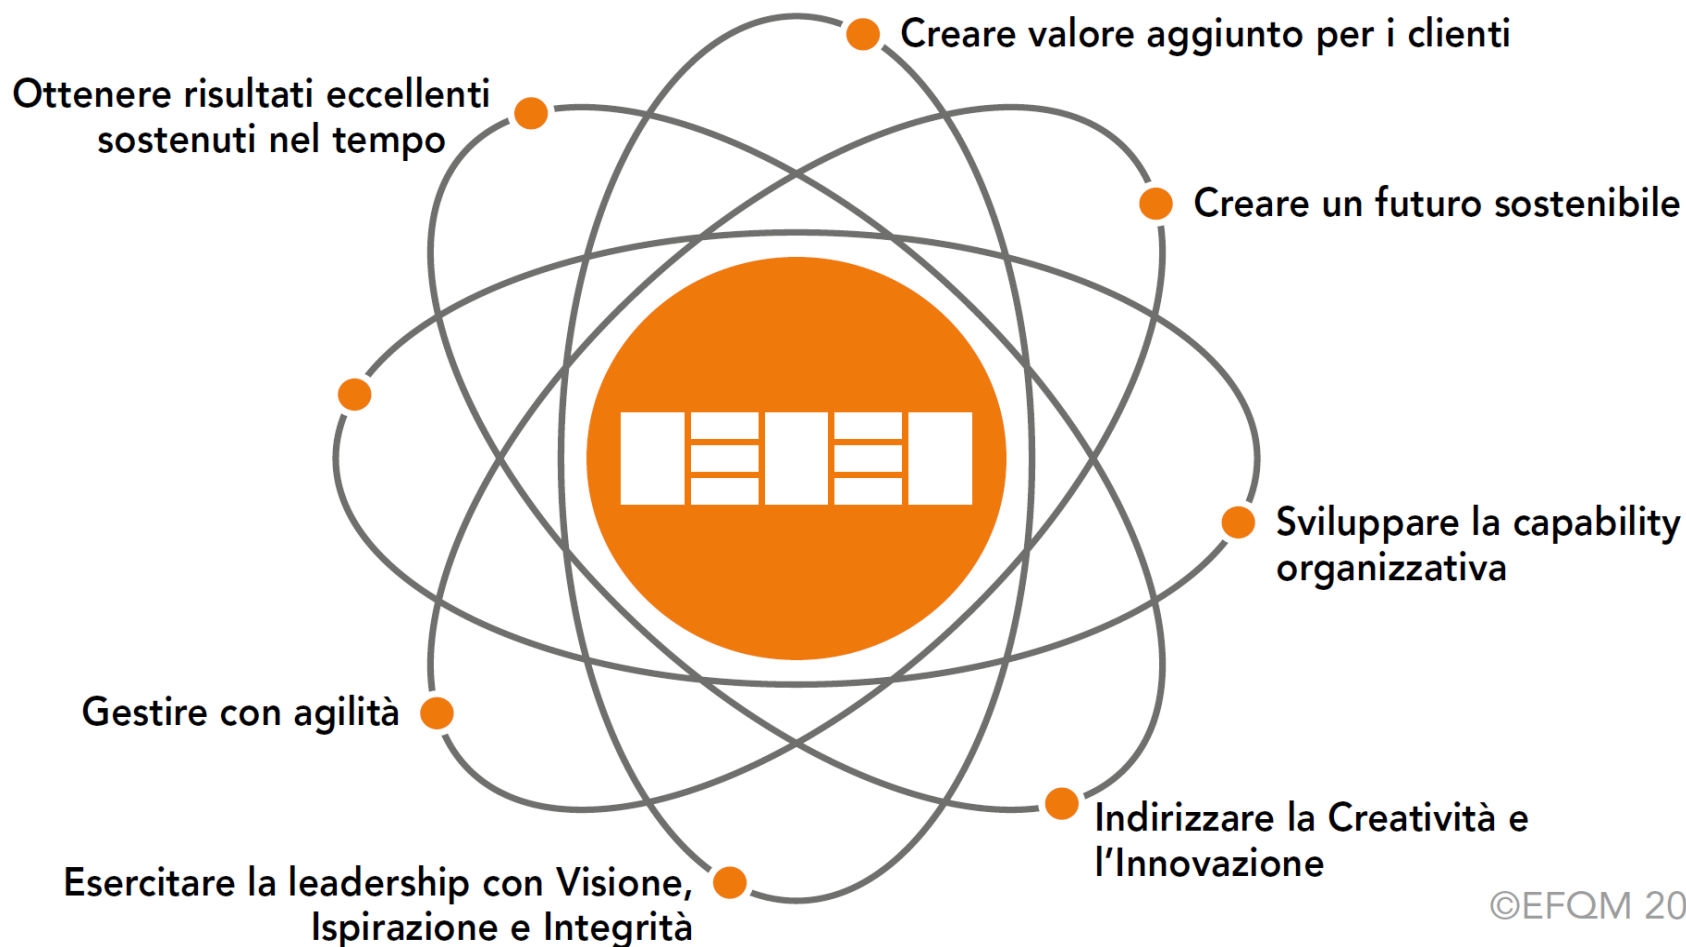 Creare valore aggiunto per i clienti
Ottenere risultati eccellenti
sostenuti nel tempo
Creare un futuro sostenibile
Sviluppare la capability
organizzativa
Gestire con agilità
Indirizzare la Creatività e
l'Innovazione
Esercitare la leadership con Visione,
Ispirazione e Integrità
©EFQM 20